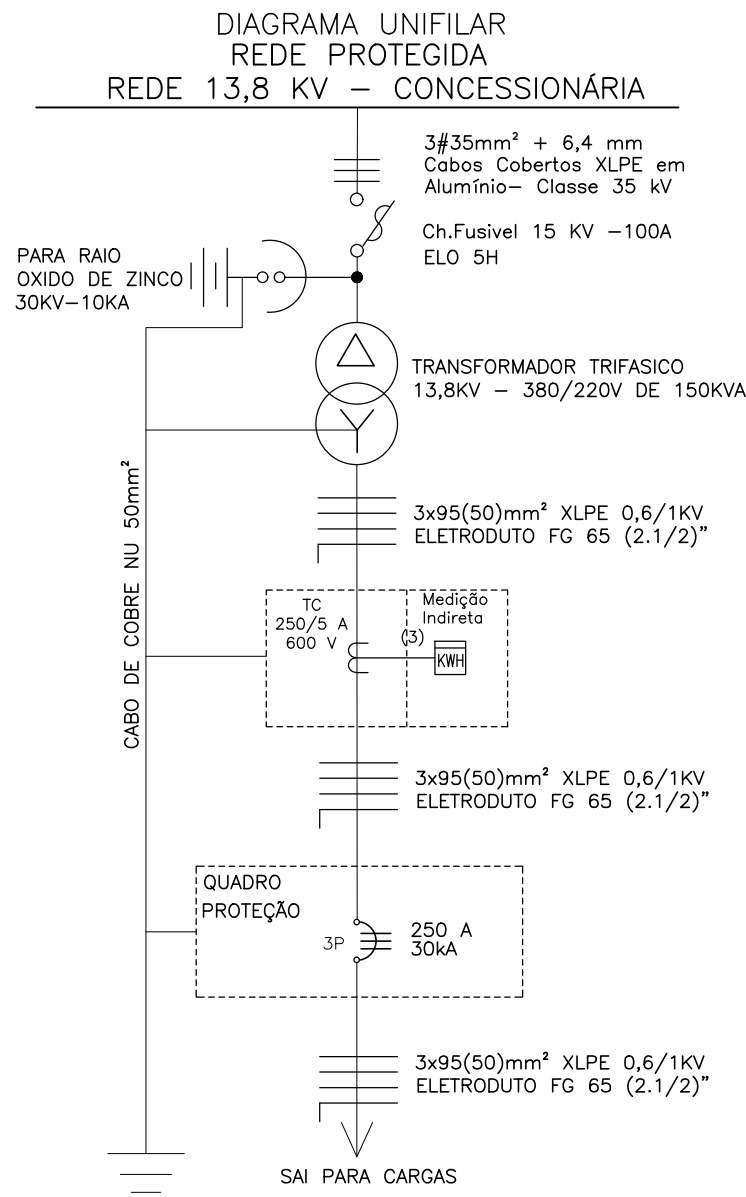 DIAGRAMA UNIFILAR
REDE PROTEGIDA
REDE 13,8 KV – CONCESSIONÁRIA
3#35mm² + 6,4 mm
Cabos Cobertos XLPE em
Alumínio– Classe 35 kV
Ch.Fusivel 15 KV –100A
ELO 5H
PARA RAIO
OXIDO DE ZINCO
30KV–10KA
TRANSFORMADOR TRIFASICO
13,8KV – 380/220V DE 150KVA
3x95(50)mm² XLPE 0,6/1KV
ELETRODUTO FG 65 (2.1/2)”
CABO DE COBRE NU 50mm²
TC
250/5 A
600 V
Medição
Indireta
(3)
KWH
3x95(50)mm² XLPE 0,6/1KV
ELETRODUTO FG 65 (2.1/2)”
QUADRO
PROTEÇÃO
3P
250 A
30kA
3x95(50)mm² XLPE 0,6/1KV
ELETRODUTO FG 65 (2.1/2)”
SAI PARA CARGAS